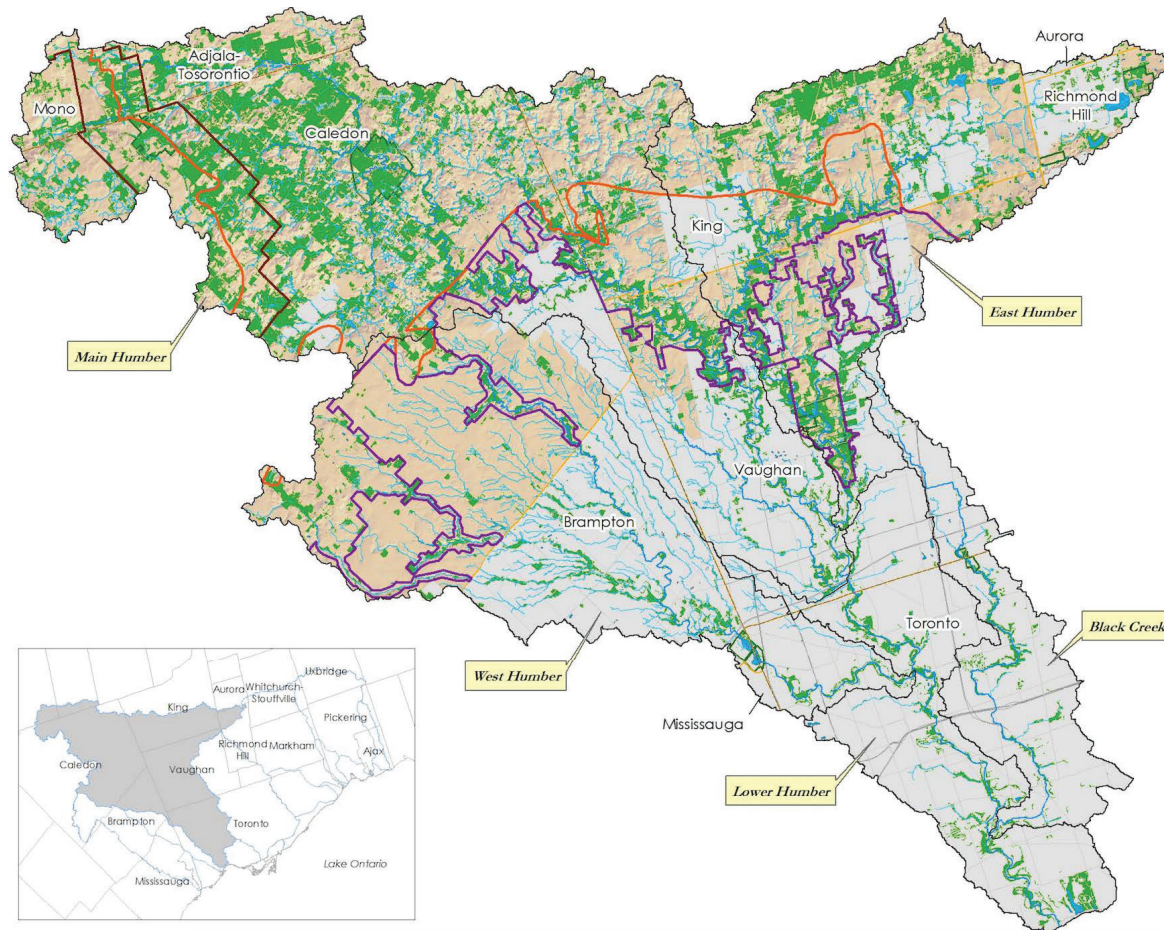 Aurora
Adjala-
Tosorontio
Mono
Richmond
Hill
Caledon
King
East Humber
Main Humber
Vaughan
Brampton
Toronto
Black Creek
West Humber
Mississauga
Lower Humber
Uxbridge
Aurora
Whitchurch-
Stouffville
King
Pickering
Richmond
Hill
Markham
Ajax
Caledon
Vaughan
Brampton
Toronto
Lake Ontario
Mississauga